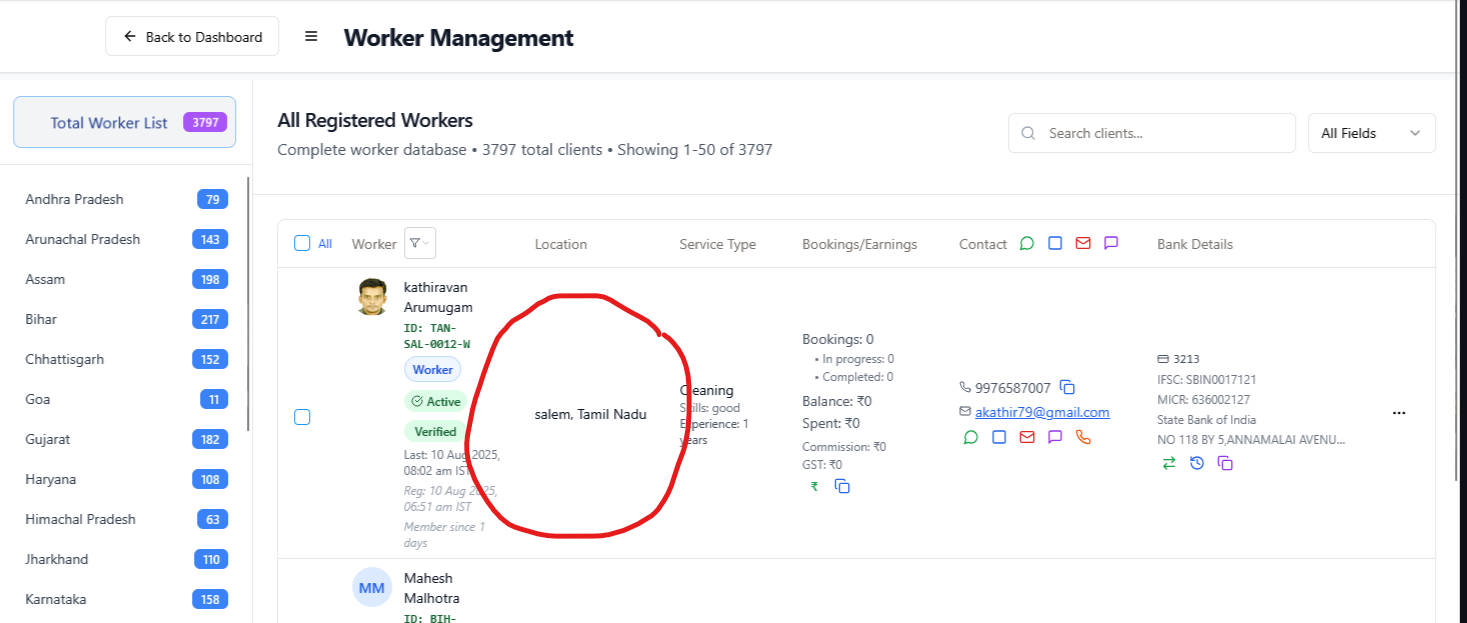 Back to Dashboard
Worker Management
Total Worker List 3797
Andhra Pradesh 79
Arunachal Pradesh 143
Assam 198
Bihar 217
Chhattisgarh 152
Goa 11
Gujarat 182
Haryana 108
Himachal Pradesh 63
Jharkhand 110
Karnataka 158
All Registered Workers
Complete worker database • 3797 total clients • Showing 1-50 of 3797
Search clients...
All Fields
All Worker Location Service Type Bookings/Earnings Contact Bank Details
kathiravan
Arumugam
ID: TAN-
SAL-0012-W
Worker
Active
Verified
Last: 10 Aug 2025,
08:02 am IST
Reg: 10 Aug 2025,
06:51 am IST
Member since 1
days
salem, Tamil Nadu
Cleaning
Skills: good
Experience: 1
years
Bookings: 0
• In progress: 0
• Completed: 0
Balance: ₹0
Spent: ₹0
Commission: ₹0
GST: ₹0
₹
9976587007
akathir79@gmail.com
3213
IFSC: SBIN0017121
MICR: 636002127
State Bank of India
NO 118 BY 5,ANNAMALAI AVENU...
MM
Mahesh
Malhotra
ID: BIH-